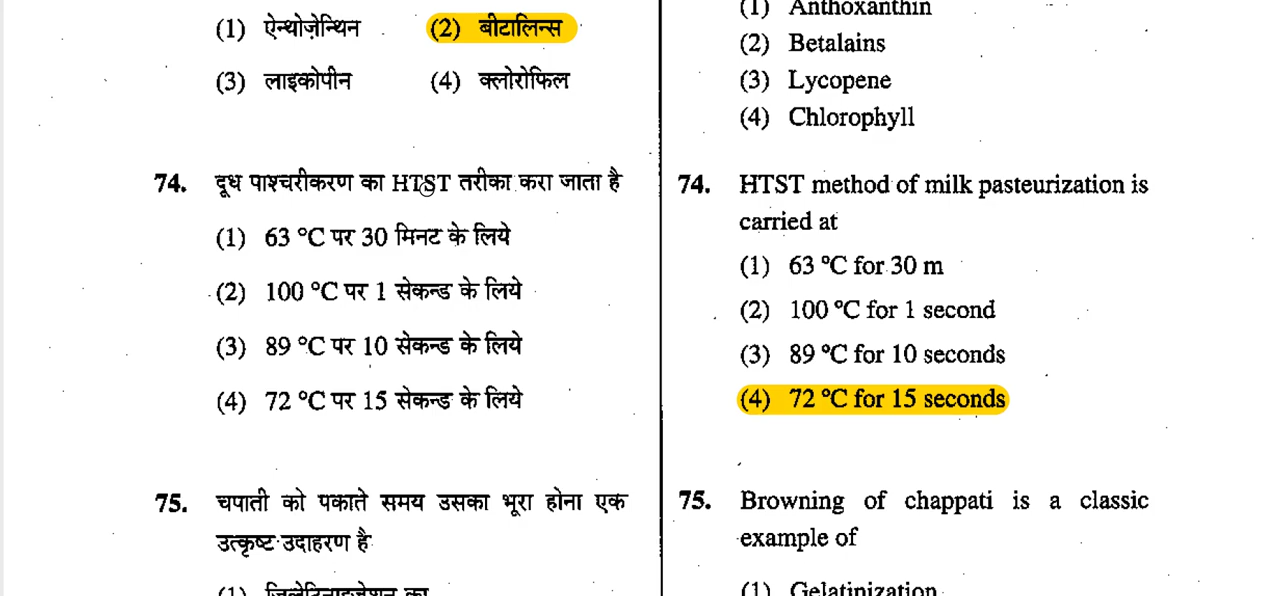 (1) ऐन्थोज़ेन्थिन (2) बीटालिन्स
(3) लाइकोपीन (4) क्लोरोफिल
74. दूध पाश्चरीकरण का HTST तरीका करा जाता है
(1) 63 °C पर 30 मिनट के लिये
(2) 100 °C पर 1 सेकन्ड के लिये
(3) 89 °C पर 10 सेकन्ड के लिये
(4) 72 °C पर 15 सेकन्ड के लिये
75. चपाती को पकाते समय उसका भूरा होना एक
उत्कृष्ट उदाहरण है
(1) जिलेटिनाइजेशन का
(1) Anthoxanthin
(2) Betalains
(3) Lycopene
(4) Chlorophyll
74. HTST method of milk pasteurization is
carried at
(1) 63 °C for 30 m
(2) 100 °C for 1 second
(3) 89 °C for 10 seconds
(4) 72 °C for 15 seconds
75. Browning of chappati is a classic
example of
(1) Gelatinization